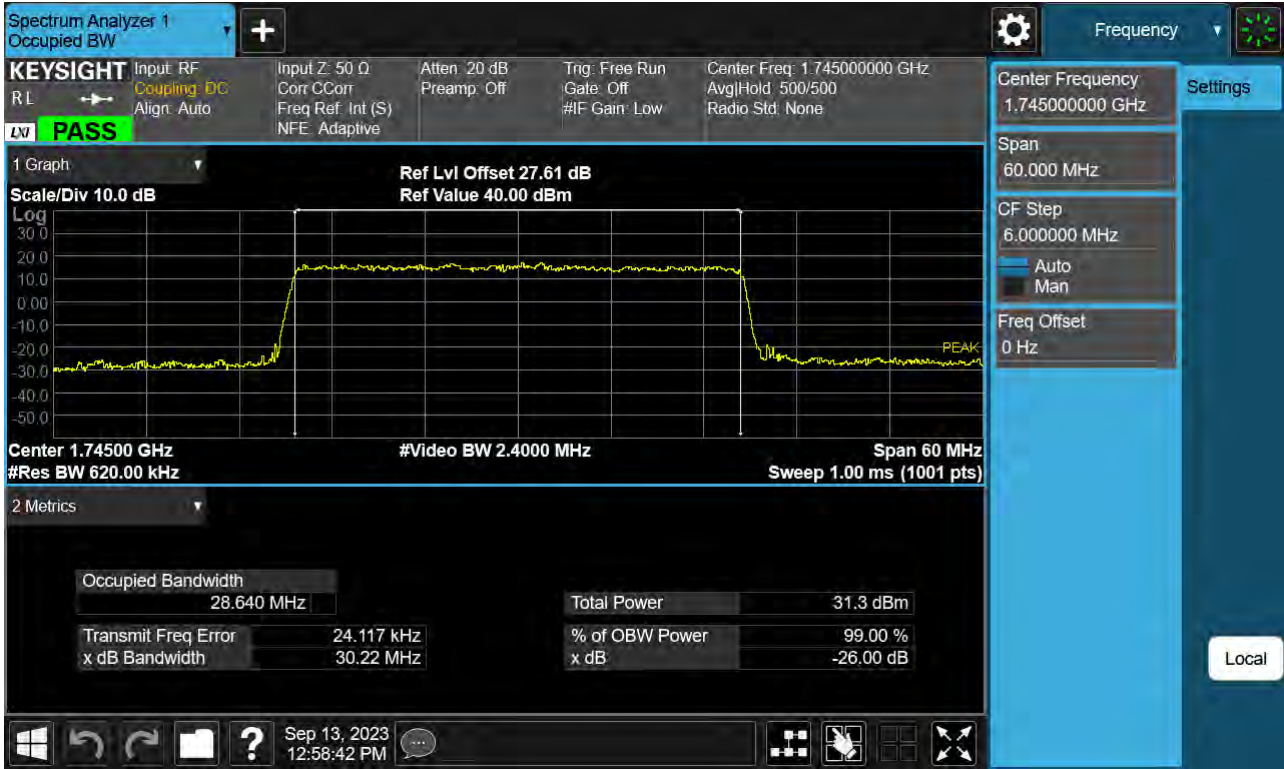 Spectrum Analyzer 1
Occupied BW
+
Frequency
KEYSIGHT
RL
LXI PASS
Input: RF
Coupling: DC
Align: Auto
Input Z: 50 Ω
Corr CCorr
Freq Ref: Int (S)
NFE: Adaptive
Atten: 20 dB
Preamp: Off
Trig: Free Run
Gate: Off
#IF Gain: Low
Center Freq: 1.745000000 GHz
Avg|Hold: 500/500
Radio Std: None
Center Frequency
1.745000000 GHz
Settings
Span
60.000 MHz
CF Step
6.000000 MHz
Auto
Man
Freq Offset
0 Hz
1 Graph
Scale/Div 10.0 dB
Ref Lvl Offset 27.61 dB
Ref Value 40.00 dBm
Log
30.0
20.0
10.0
0.00
-10.0
-20.0
-30.0
-40.0
-50.0
PEAK
Center 1.74500 GHz
#Video BW 2.4000 MHz
Span 60 MHz
#Res BW 620.00 kHz
Sweep 1.00 ms (1001 pts)
2 Metrics
Occupied Bandwidth
28.640 MHz
Total Power 31.3 dBm
Transmit Freq Error 24.117 kHz
% of OBW Power 99.00 %
x dB Bandwidth 30.22 MHz
x dB -26.00 dB
Local
?
Sep 13, 2023
12:58:42 PM